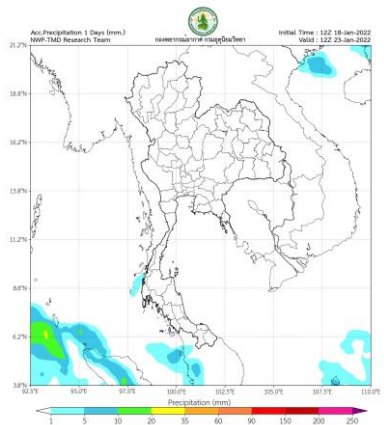 Acc.Precipitation 1 Days (mm.)
NWP-TMD Research Team
กองพยากรณ์อากาศ กรมอุตุนิยมวิทยา
Initial Time : 12Z 18-Jan-2022
Valid : 12Z 23-Jan-2022
21.2°N
18.8°N
16.2°N
13.8°N
11.2°N
8.8°N
6.2°N
3.8°N
92.5°E 95.0°E 97.5°E 100.0°E 102.5°E 105.0°E 107.5°E 110.0°E
Precipitation (mm)
1 5 10 20 35 60 90 150 200 250